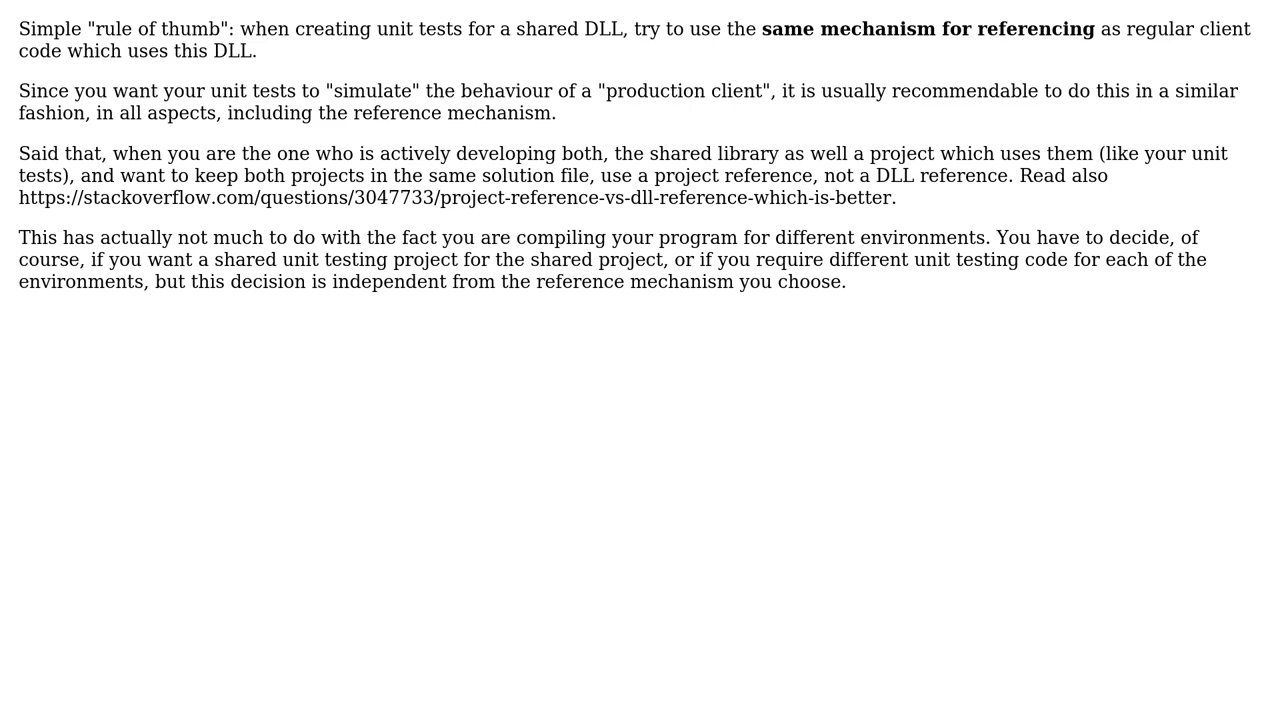 Simple "rule of thumb": when creating unit tests for a shared DLL, try to use the same mechanism for referencing as regular client
code which uses this DLL.
Since you want your unit tests to "simulate" the behaviour of a "production client", it is usually recommendable to do this in a similar
fashion, in all aspects, including the reference mechanism.
Said that, when you are the one who is actively developing both, the shared library as well a project which uses them (like your unit
tests), and want to keep both projects in the same solution file, use a project reference, not a DLL reference. Read also
https://stackoverflow.com/questions/3047733/project-reference-vs-dll-reference-which-is-better.
This has actually not much to do with the fact you are compiling your program for different environments. You have to decide, of
course, if you want a shared unit testing project for the shared project, or if you require different unit testing code for each of the
environments, but this decision is independent from the reference mechanism you choose.